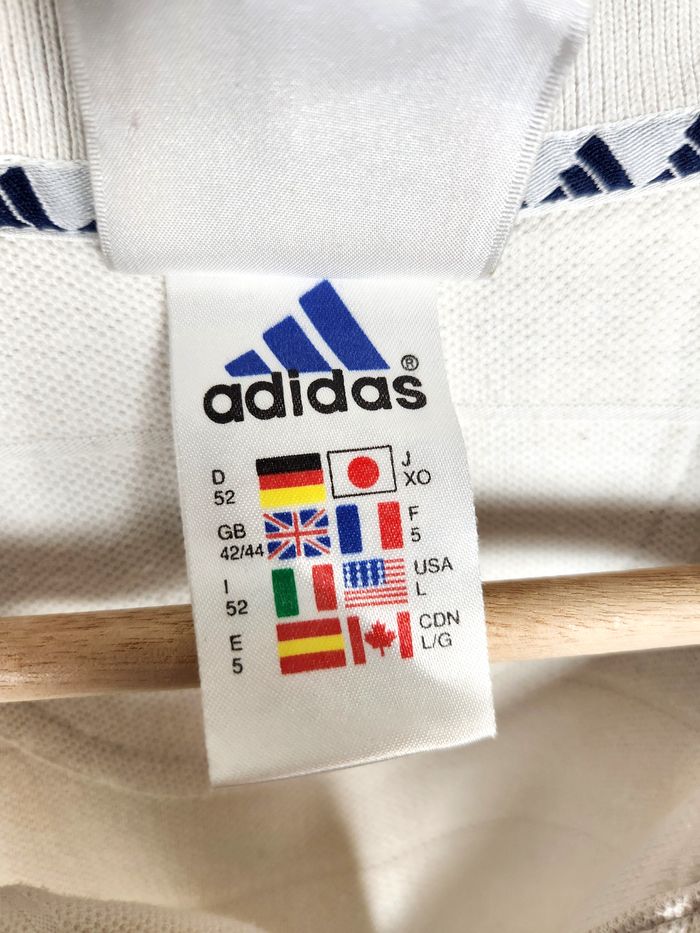 adidas®
D
52
J
XO
GB
42/44
F
5
I
52
USA
L
E
5
CDN
L/G